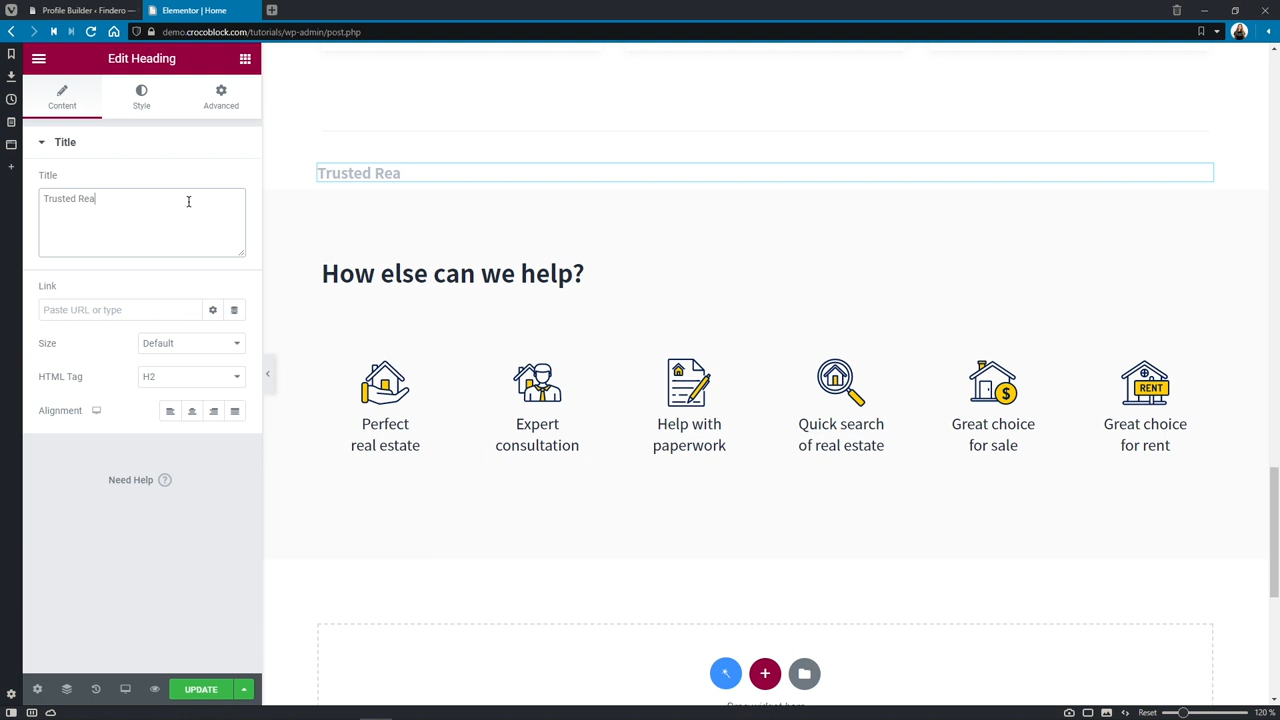 Profile Builder ‹ Findero —
Elementor | Home
demo.crocoblock.com/tutorials/wp-admin/post.php
Edit Heading
Content
Style
Advanced
Title
Title
Trusted Rea
Link
Paste URL or type
Size
Default
HTML Tag
H2
Alignment
Need Help ?
UPDATE
Trusted Rea
How else can we help?
Perfect
real estate
Expert
consultation
Help with
paperwork
Quick search
of real estate
$
Great choice
for sale
RENT
Great choice
for rent
Reset
120 %